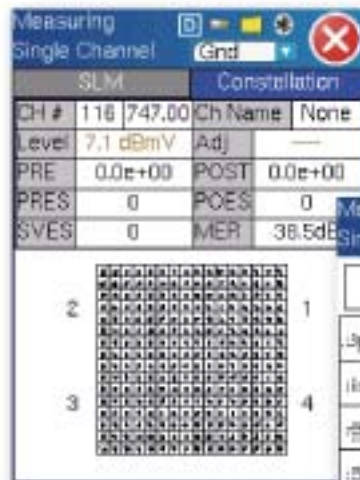 Measuring D
Single Channel Gnd
SLM Constellation
CH # 116 747.00 Ch Name None
Level 7.1 dBmV Adj ----
PRE 0.0e+00 POST 0.0e+00
PRES 0 POES 0
SVES 0 MER 38.5dB
2 1
3 4